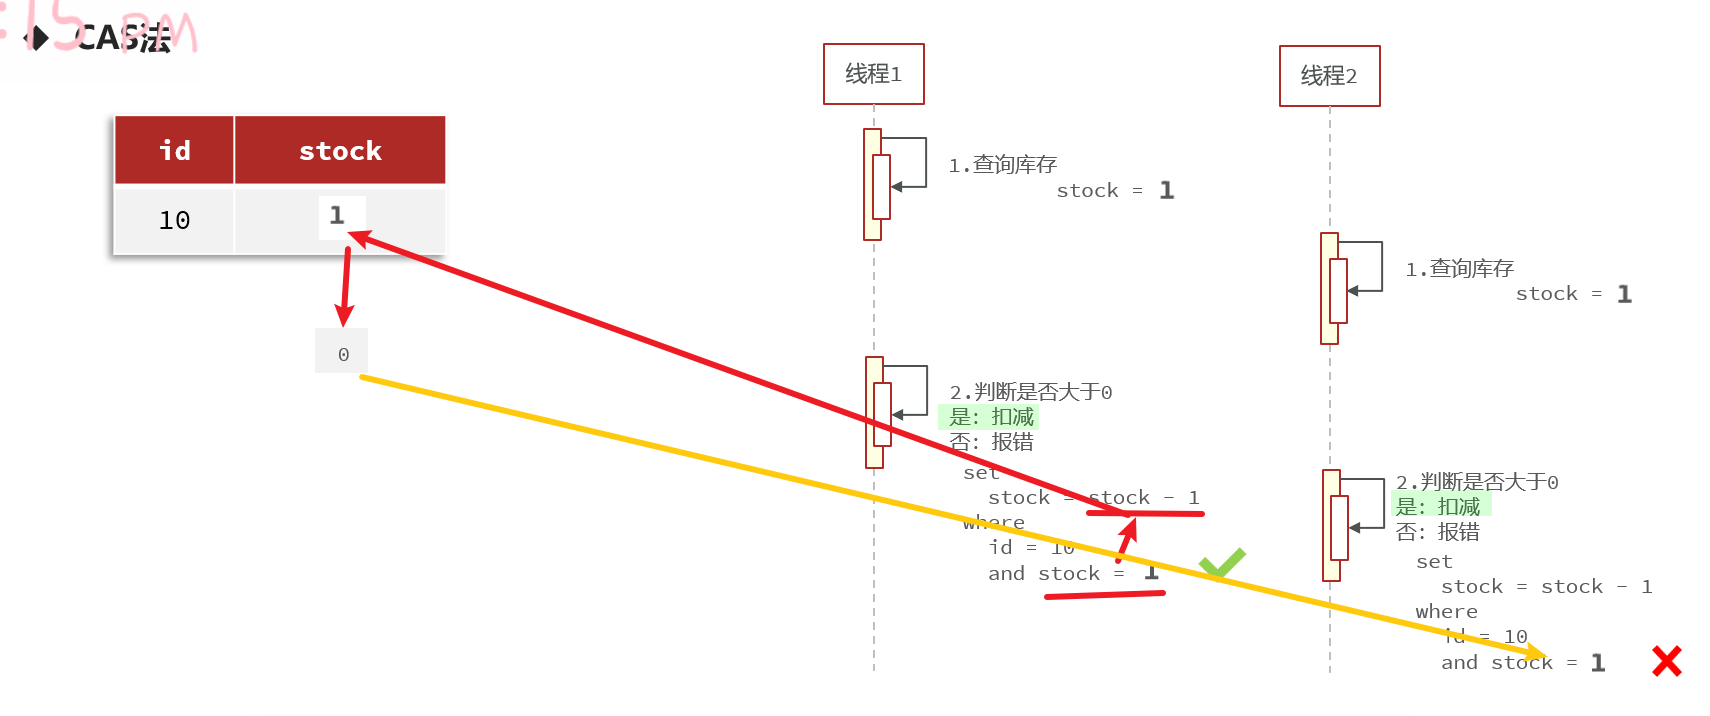 :15 PM
CAS法
id stock
10 1
0
线程1
1.查询库存
stock = 1
2.判断是否大于0
是：扣减
否：报错
set
stock = stock - 1
where
id = 10
and stock = 1
线程2
1.查询库存
stock = 1
2.判断是否大于0
是：扣减
否：报错
set
stock = stock - 1
where
id = 10
and stock = 1